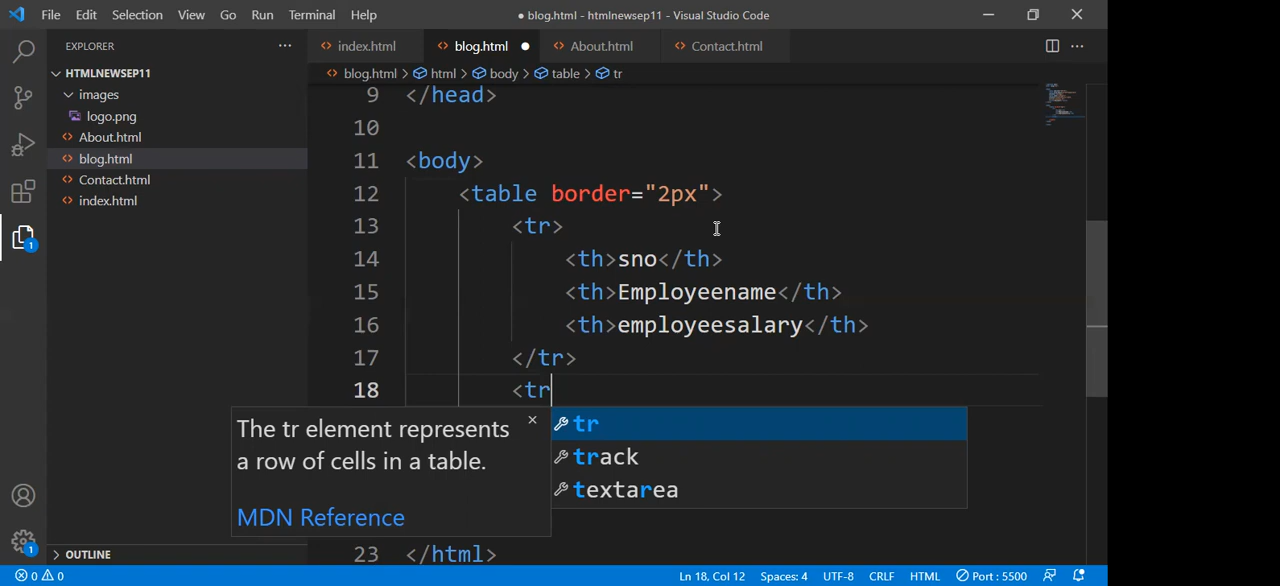 File Edit Selection View Go Run Terminal Help
● blog.html - htmlnewsep11 - Visual Studio Code
EXPLORER
HTMLNEWSEP11
images
logo.png
About.html
blog.html
Contact.html
index.html
OUTLINE
index.html blog.html About.html Contact.html
blog.html > html > body > table > tr
9 </head>
10
11 <body>
12 <table border="2px">
13 <tr>
14 <th>sno</th>
15 <th>Employeename</th>
16 <th>employeesalary</th>
17 </tr>
18 <tr
tr
track
textarea
The tr element represents
a row of cells in a table.
MDN Reference
23 </html>
1
1
0 0 Ln 18, Col 12 Spaces: 4 UTF-8 CRLF HTML Port : 5500